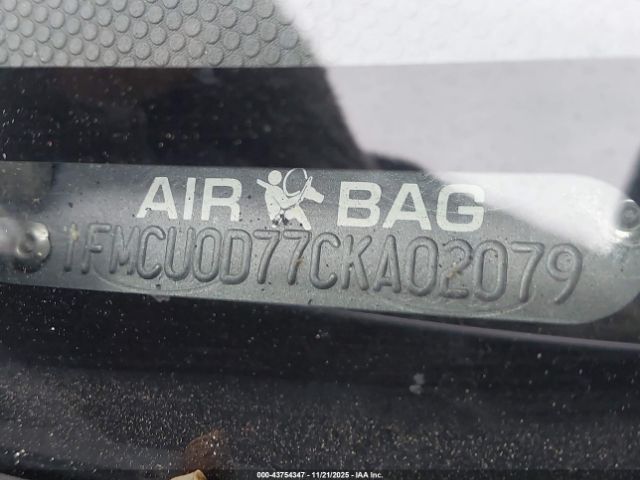 AIR BAG
1FMCU0D77CKA02079
000-43754347 - 11/21/2025 - IAA Inc.